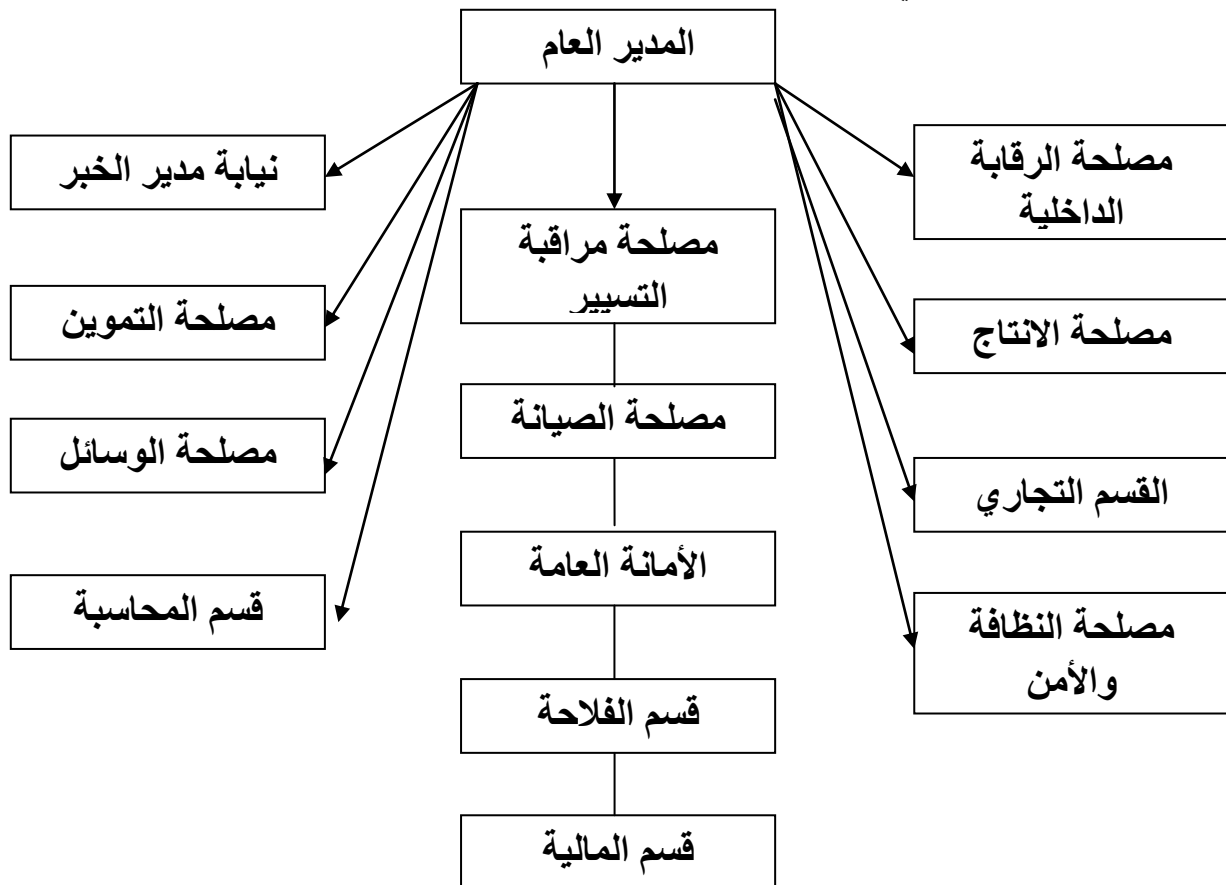 المدير العام
مصلحة الرقابة
الداخلية
نيابة مدير الخبر
مصلحة مراقبة
التسيير
مصلحة الانتاج
مصلحة التموين
مصلحة الصيانة
مصلحة الوسائل
القسم التجاري
الأمانة العامة
قسم المحاسبة
مصلحة النظافة
والأمن
قسم الفلاحة
قسم المالية